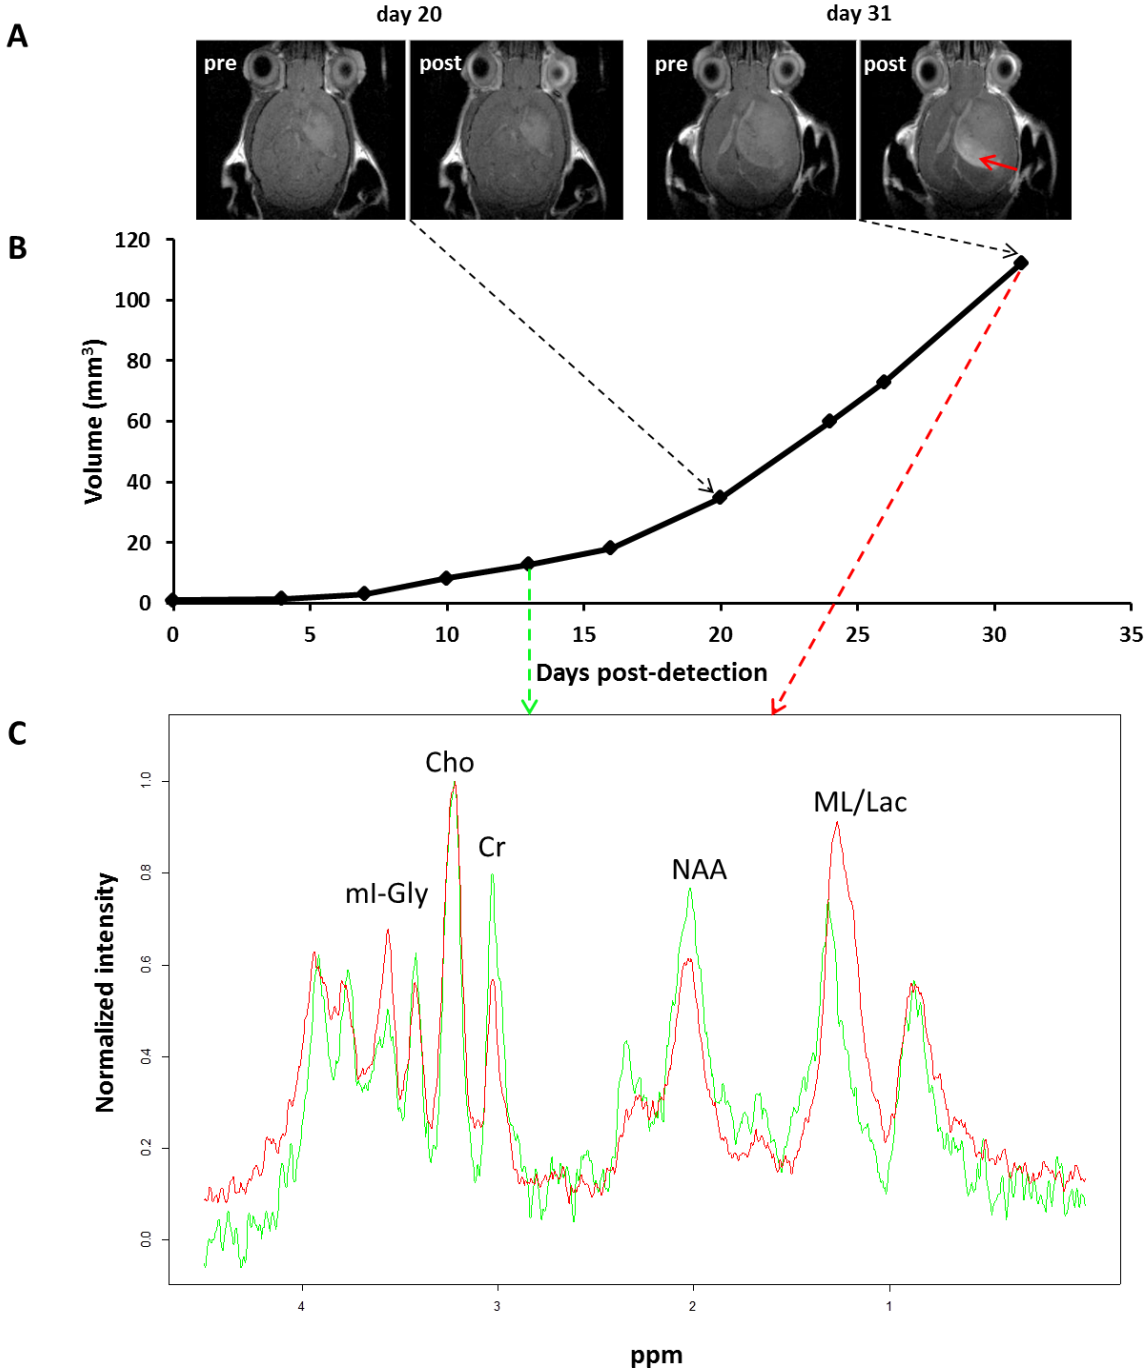 A
day 20
day 31
pre
post
pre
post
B
120
100
80
60
40
20
0
Volume (mm³)
0 5 10 15 20 25 30 35
Days post-detection
C
Cho
ML/Lac
Cr
NAA
mI-Gly
1.0
0.8
0.6
0.4
0.2
0.0
Normalized intensity
4 3 2 1
ppm